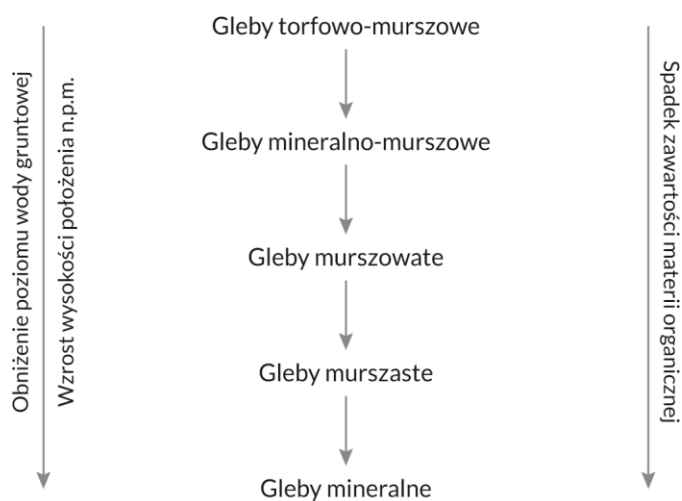 Gleby torfowo-murszowe
Gleby mineralno-murszowe
Gleby murszowate
Gleby murszaste
Gleby mineralne
Obniżenie poziomu wody gruntowej
Wzrost wysokości położenia n.p.m.
Spadek zawartości materii organicznej